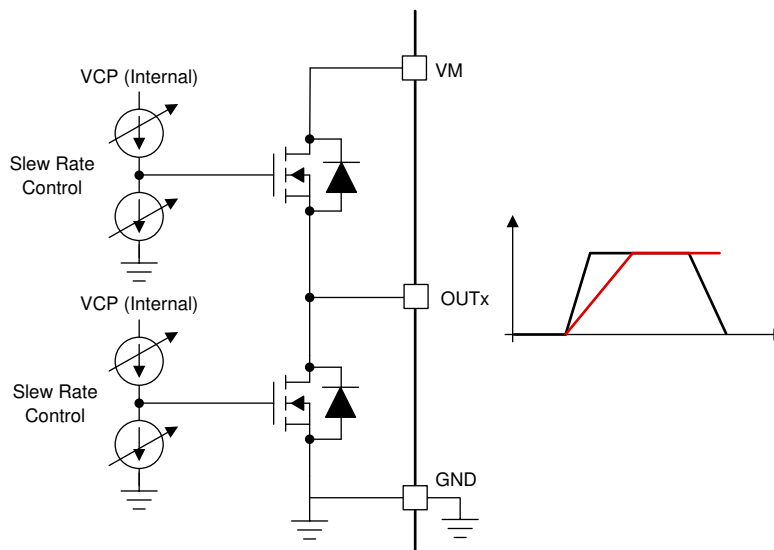 VM
VCP (Internal)
Slew Rate
Control
OUTx
VCP (Internal)
Slew Rate
Control
GND